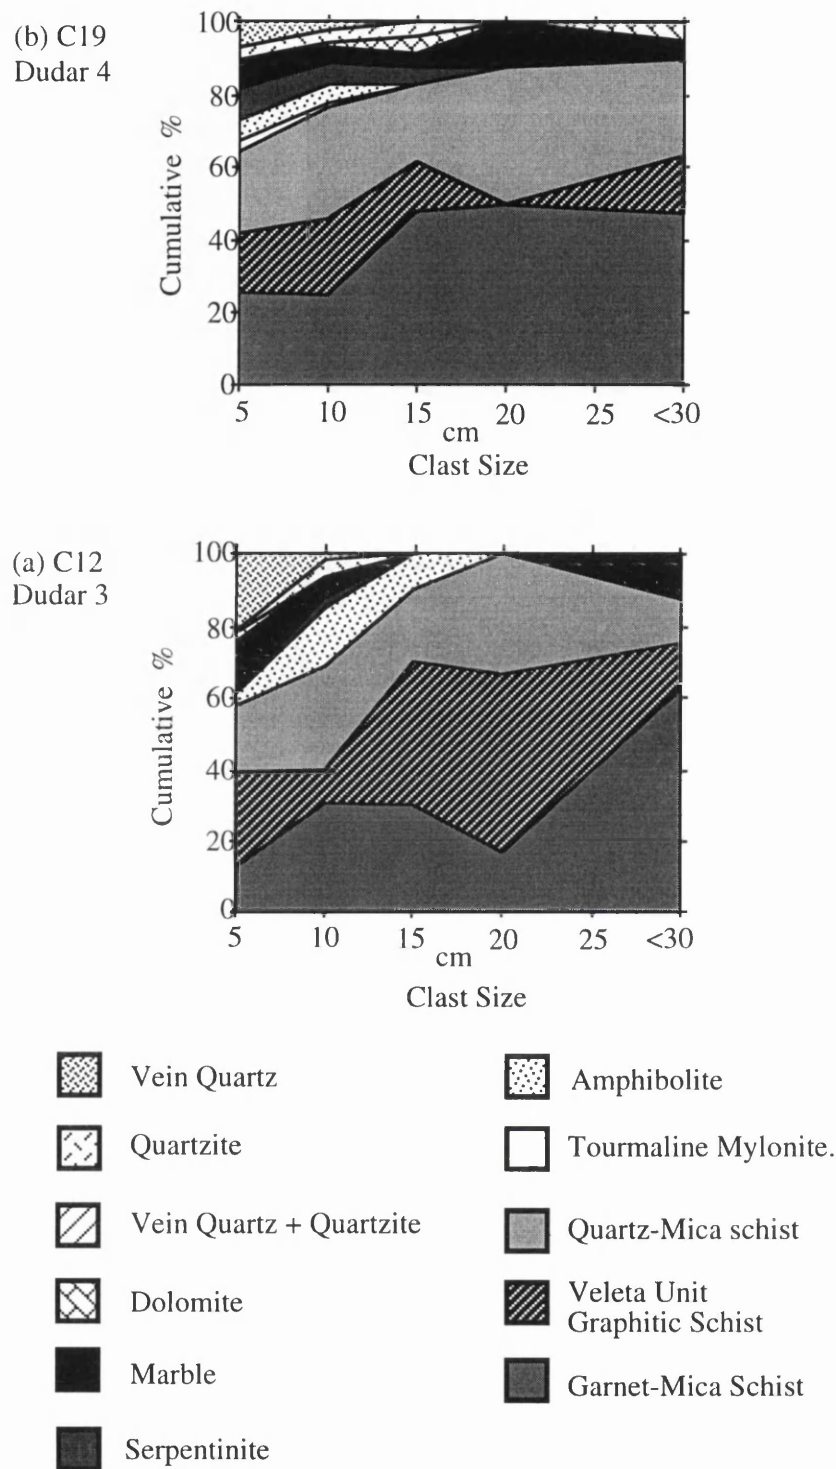 (b) C19
Dudar 4
Cumulative %
100
80
60
40
20
0
5 10 15 20 25 <30
cm
Clast Size
(a) C12
Dudar 3
Cumulative %
100
80
60
40
20
0
5 10 15 20 25 <30
cm
Clast Size
Vein Quartz
Quartzite
Vein Quartz + Quartzite
Dolomite
Marble
Serpentinite
Amphibolite
Tourmaline Mylonite.
Quartz-Mica schist
Veleta Unit
Graphitic Schist
Garnet-Mica Schist